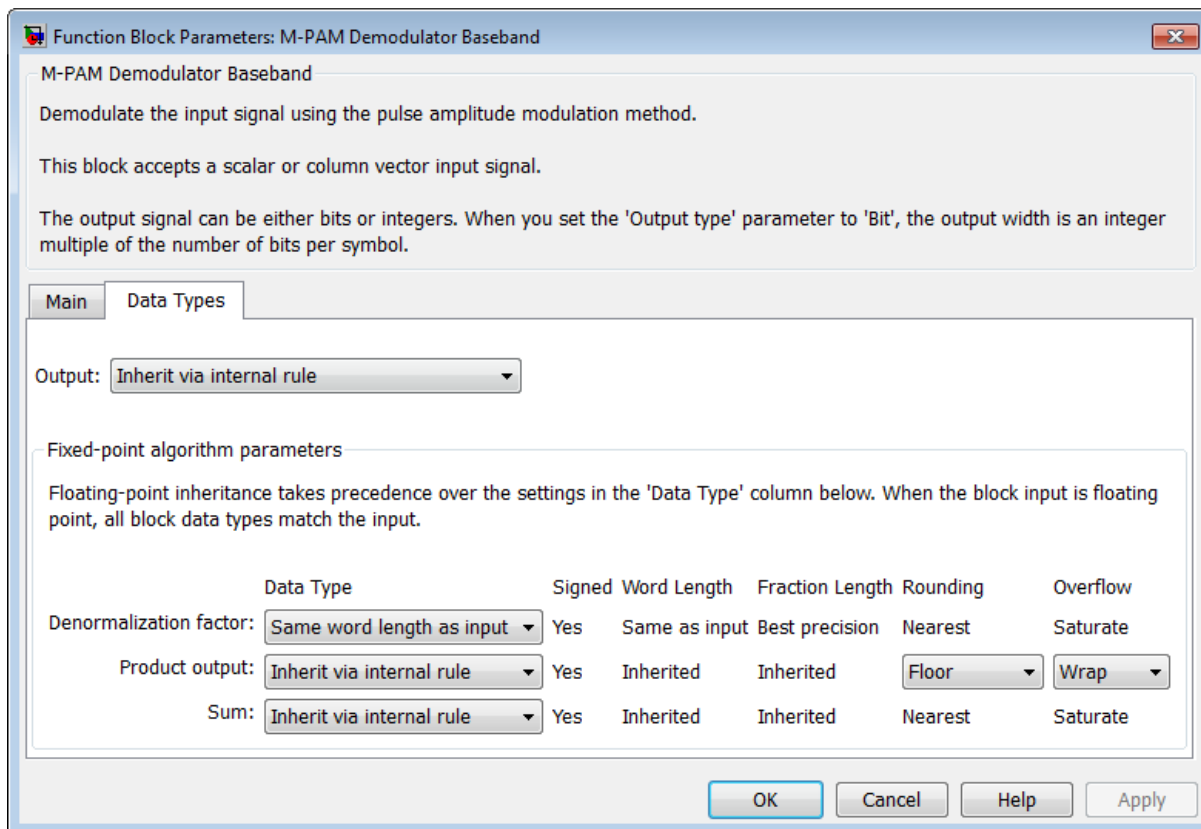 Function Block Parameters: M-PAM Demodulator Baseband
M-PAM Demodulator Baseband
Demodulate the input signal using the pulse amplitude modulation method.
This block accepts a scalar or column vector input signal.
The output signal can be either bits or integers. When you set the 'Output type' parameter to 'Bit', the output width is an integer
multiple of the number of bits per symbol.
Main Data Types
Output: Inherit via internal rule
Fixed-point algorithm parameters
Floating-point inheritance takes precedence over the settings in the 'Data Type' column below. When the block input is floating
point, all block data types match the input.
Data Type Signed Word Length Fraction Length Rounding Overflow
Denormalization factor: Same word length as input Yes Same as input Best precision Nearest Saturate
Product output: Inherit via internal rule Yes Inherited Inherited Floor Wrap
Sum: Inherit via internal rule Yes Inherited Inherited Nearest Saturate
OK Cancel Help Apply